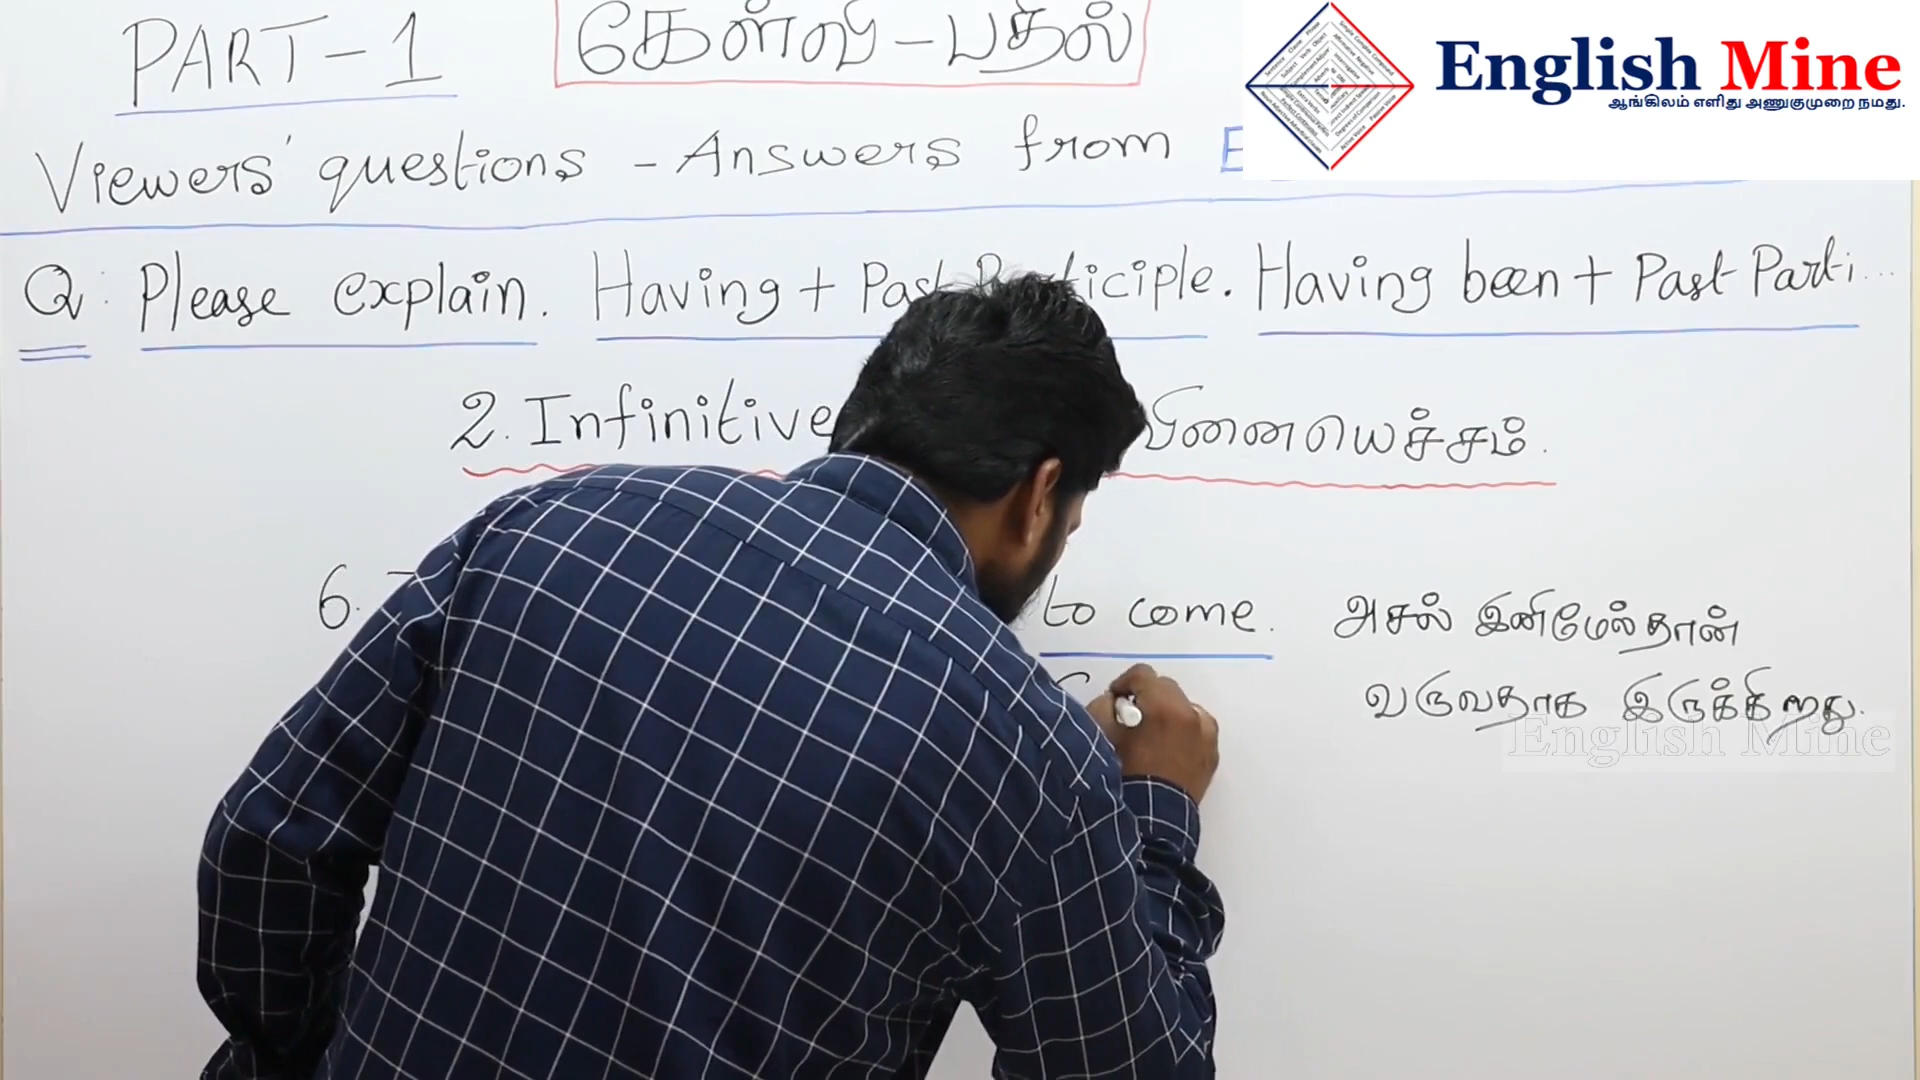 PART-1 கேள்வி-பதில்
English Mine
ஆங்கிலம் எளிது அணுகுமுறை நமது.
Viewers' questions - Answers from
Q: Please explain. Having + Past Participle. Having been + Past Parti...
2. Infinitive வினையெச்சம்.
6. to come. அசல் இனிமேல்தான்
வருவதாக இருக்கிறது.
English Mine